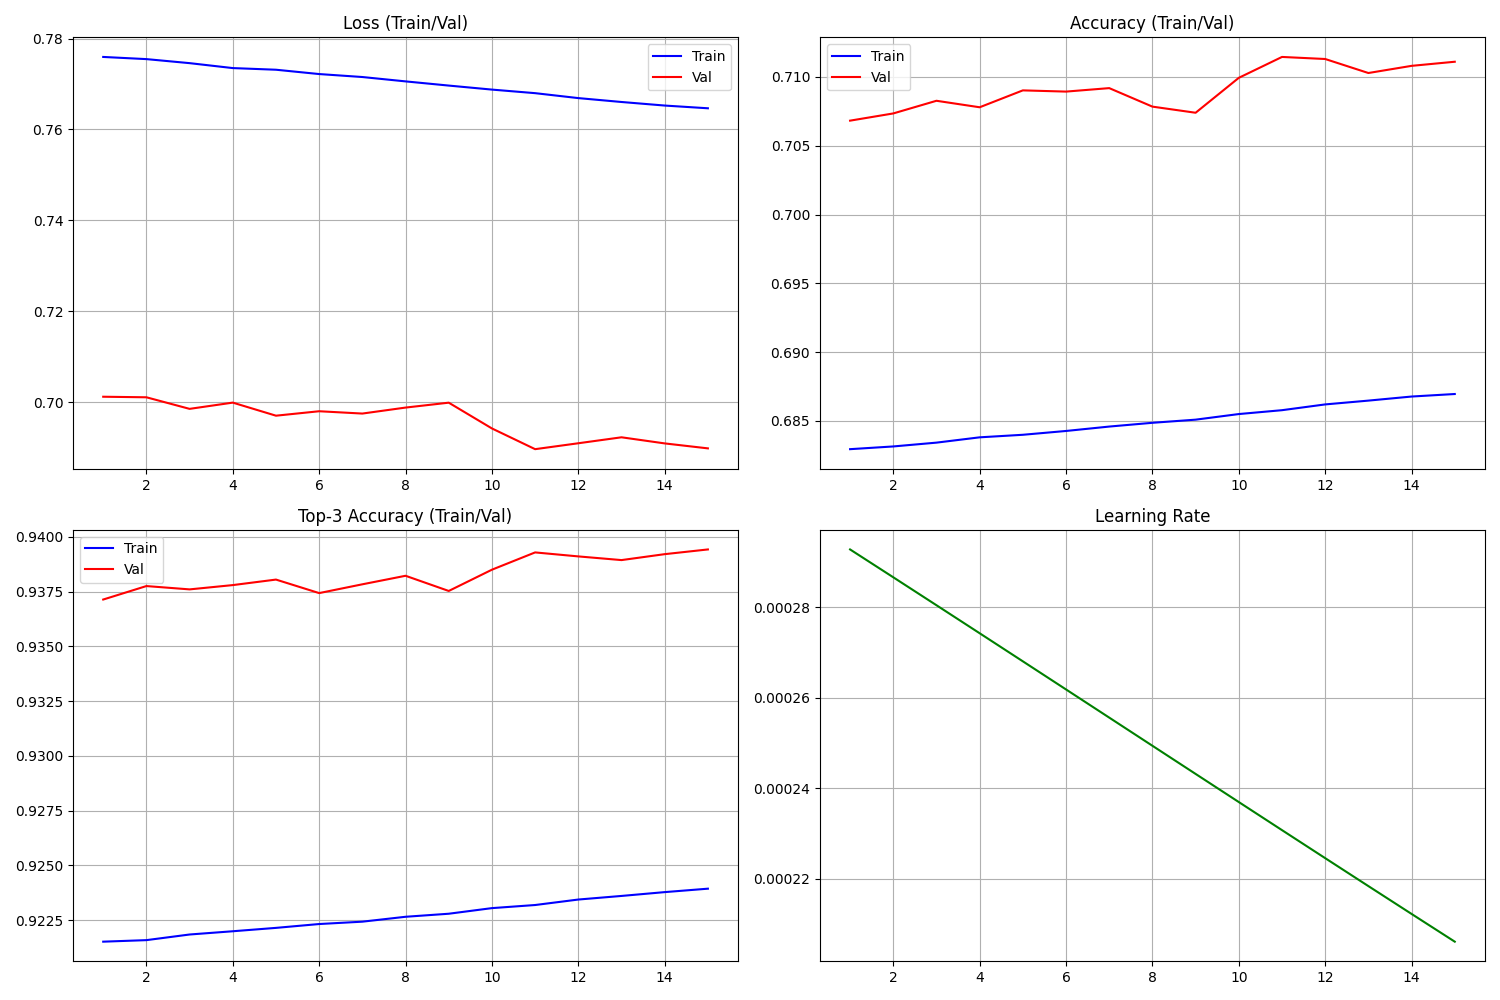 Loss (Train/Val)
0.78
0.76
0.74
0.72
0.70
Train
Val
2 4 6 8 10 12 14
Accuracy (Train/Val)
0.710
0.705
0.700
0.695
0.690
0.685
Train
Val
2 4 6 8 10 12 14
Top-3 Accuracy (Train/Val)
0.9400
0.9375
0.9350
0.9325
0.9300
0.9275
0.9250
0.9225
Train
Val
2 4 6 8 10 12 14
Learning Rate
0.00028
0.00026
0.00024
0.00022
2 4 6 8 10 12 14